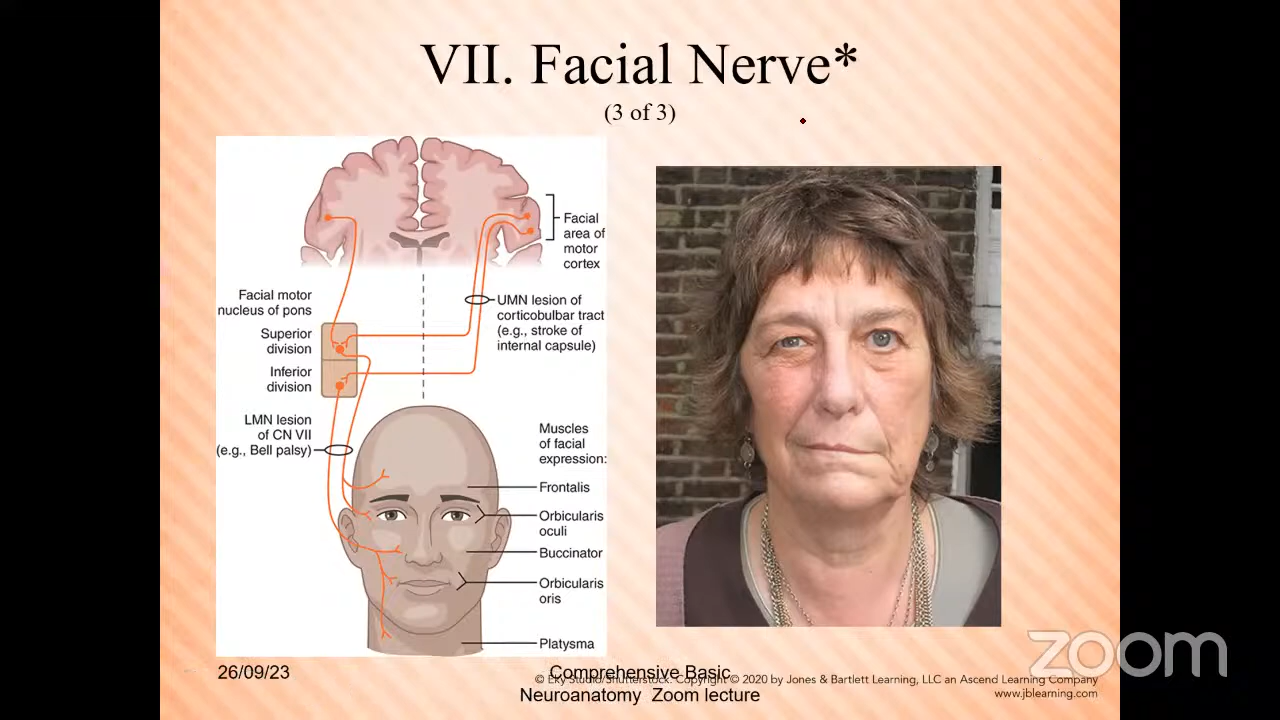 VII. Facial Nerve*
(3 of 3)
Facial
area of
motor
cortex
Facial motor
nucleus of pons
UMN lesion of
corticobulbar tract
(e.g., stroke of
internal capsule)
Superior
division
Inferior
division
LMN lesion
of CN VII
(e.g., Bell palsy)
Muscles
of facial
expression:
Frontalis
Orbicularis
oculi
Buccinator
Orbicularis
oris
Platysma
26/09/23
Comprehensive Basic
Neuroanatomy Zoom lecture
© Eky Studio/Shutterstock. Copyright © 2020 by Jones & Bartlett Learning, LLC an Ascend Learning Company
www.jblearning.com
zoom